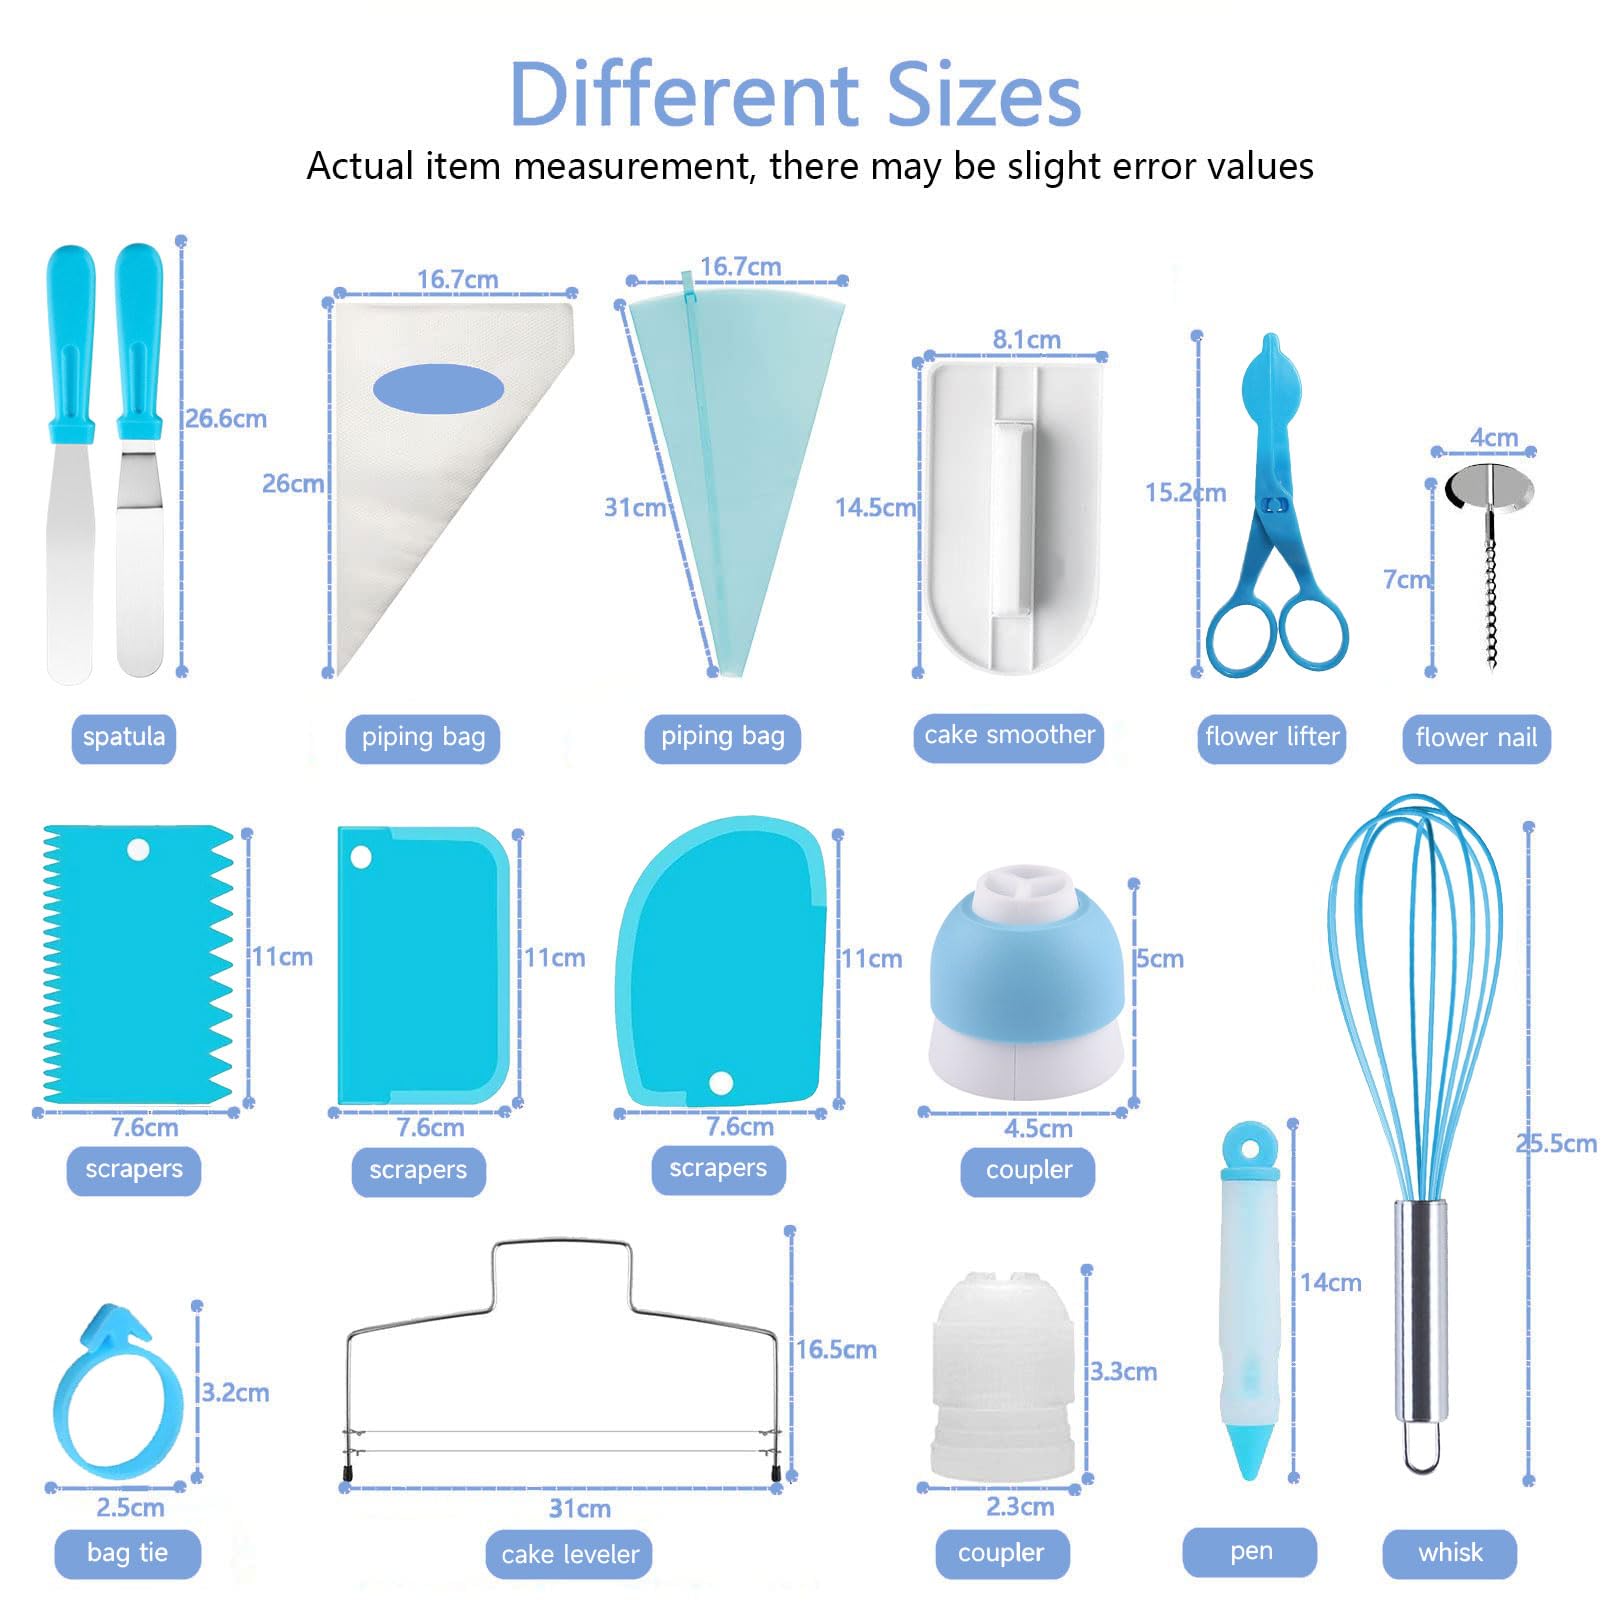 Different Sizes
Actual item measurement, there may be slight error values
26.6cm
spatula
16.7cm
26cm
piping bag
16.7cm
31cm
piping bag
8.1cm
14.5cm
cake smoother
15.2cm
flower lifter
4cm
7cm
flower nail
11cm
7.6cm
scrapers
11cm
7.6cm
scrapers
11cm
7.6cm
scrapers
5cm
4.5cm
coupler
25.5cm
whisk
3.2cm
2.5cm
bag tie
16.5cm
31cm
cake leveler
3.3cm
2.3cm
coupler
14cm
pen